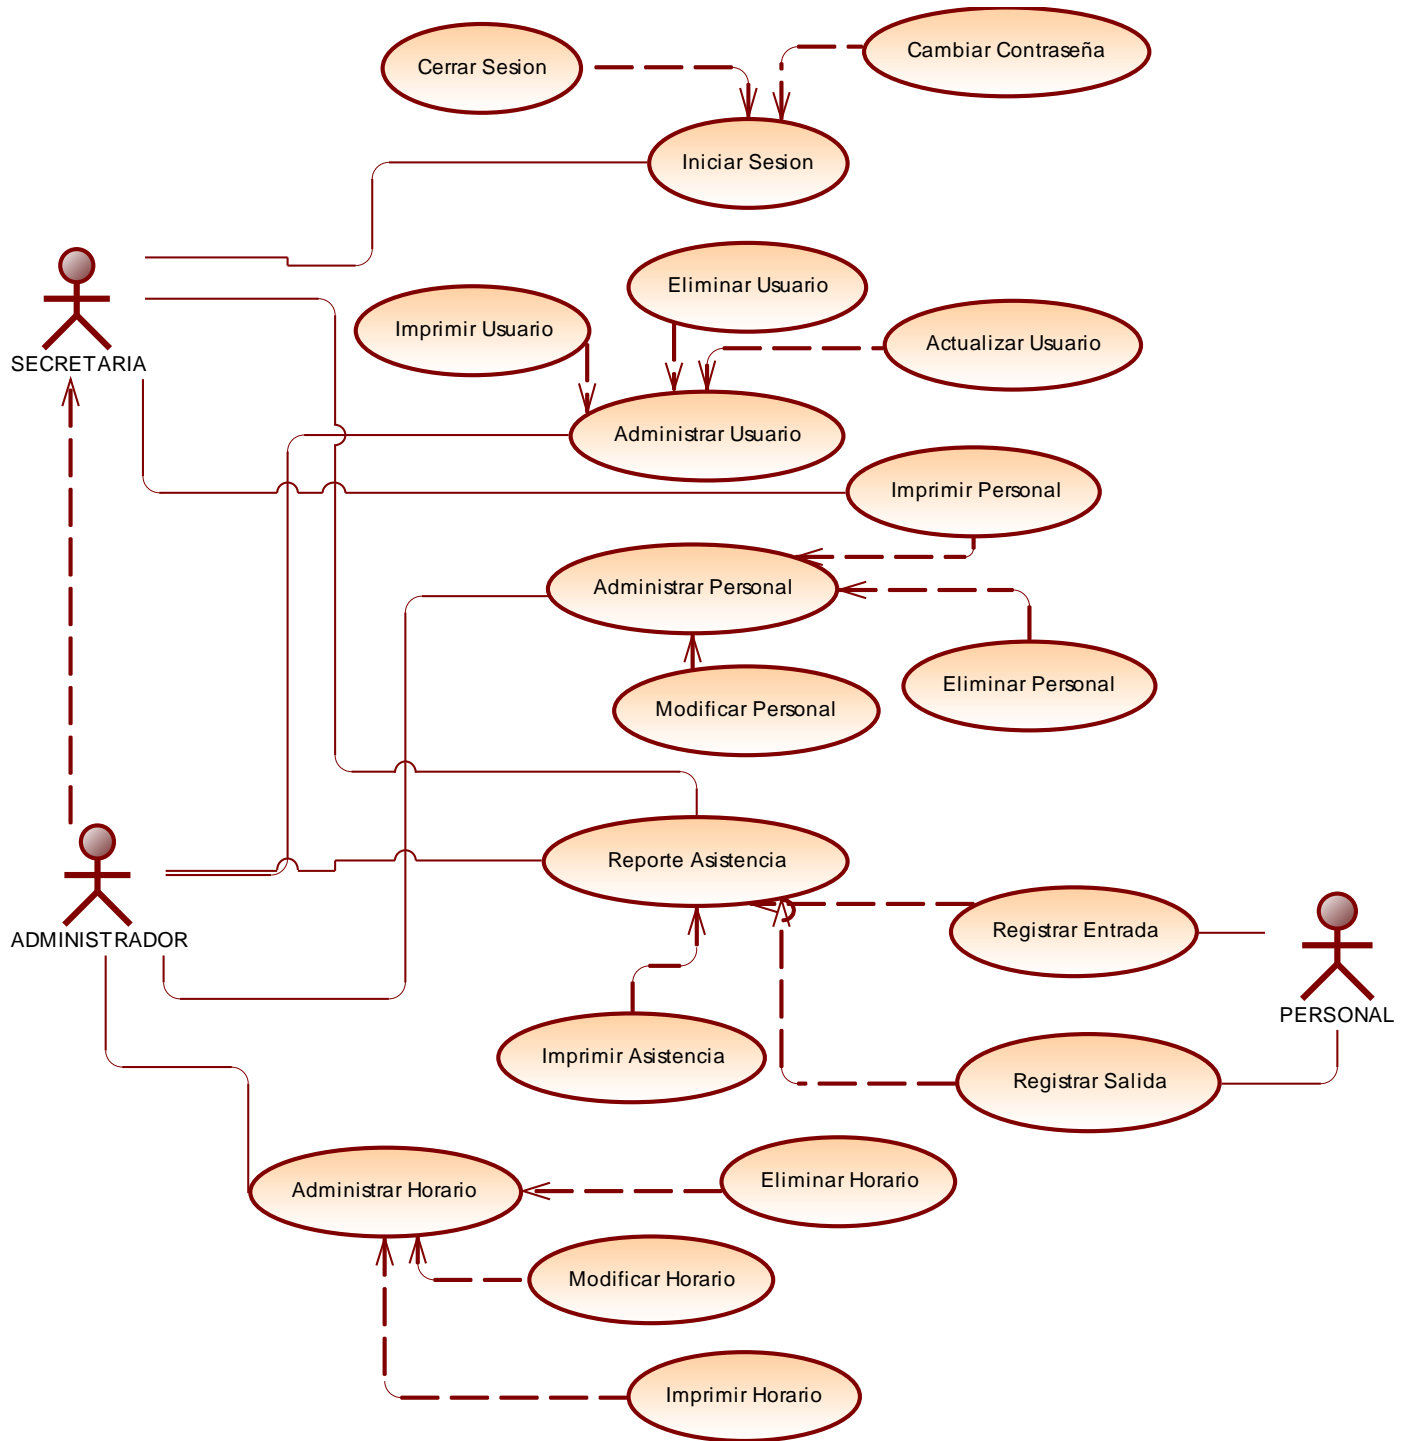 Cambiar Contraseña
Cerrar Sesion
Iniciar Sesion
Eliminar Usuario
Imprimir Usuario
Actualizar Usuario
SECRETARIA
Administrar Usuario
Imprimir Personal
Administrar Personal
Eliminar Personal
Modificar Personal
Reporte Asistencia
Registrar Entrada
ADMINISTRADOR
PERSONAL
Imprimir Asistencia
Registrar Salida
Eliminar Horario
Administrar Horario
Modificar Horario
Imprimir Horario